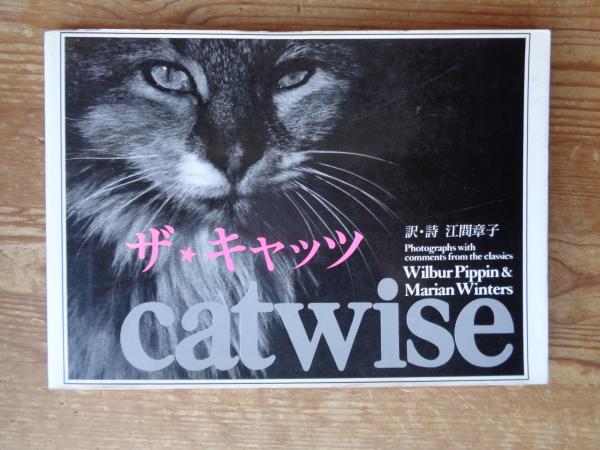 ザ★キャッツ
訳・詩 江間章子
Photographs with
comments from the classics
Wilbur Pippin &
Marian Winters
catwise